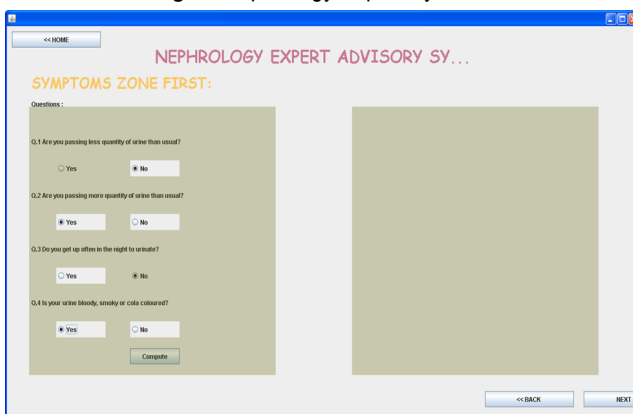 << HOME
NEPHROLOGY EXPERT ADVISORY SY...
SYMPTOMS ZONE FIRST:
Questions :
Q.1 Are you passing less quantity of urine than usual?
Yes No
Q.2 Are you passing more quantity of urine than usual?
Yes No
Q.3 Do you get up often in the night to urinate?
Yes No
Q.4 Is your urine bloody, smoky or cola coloured?
Yes No
Compute
<< BACK NEXT